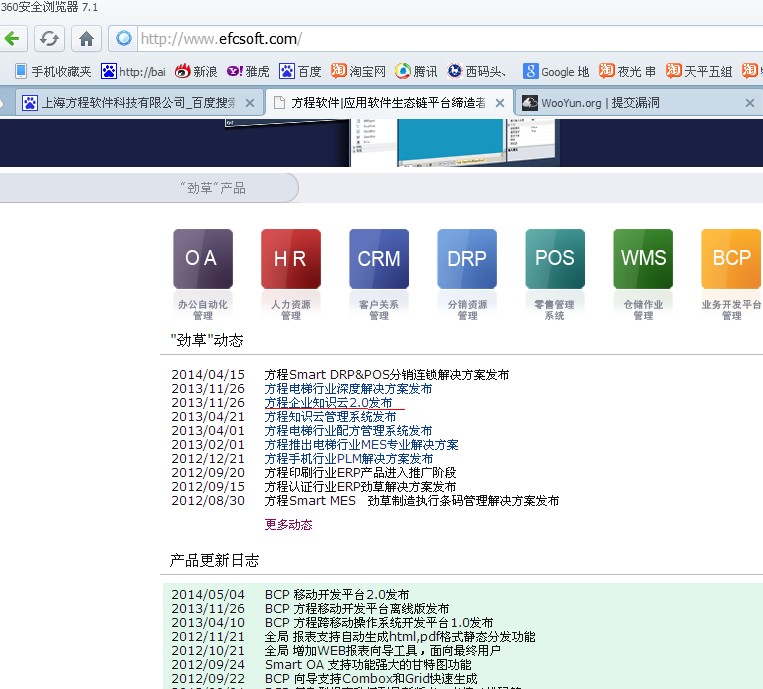 360安全浏览器 7.1
http://www.efcsoft.com/
手机收藏夹 http://bai 新浪 雅虎 百度 淘宝网 腾讯 西码头、 Google 地 夜光 串 天平五组
上海方程软件科技有限公司_百度搜索 方程软件|应用软件生态链平台缔造者 WooYun.org | 提交漏洞
“劲草”产品
OA HR CRM DRP POS WMS BCP
办公自动化管理 人力资源管理 客户关系管理 分销资源管理 零售管理系统 仓储作业管理 业务开发平台管理
"劲草"动态
2014/04/15 方程Smart DRP&POS分销连锁解决方案发布
2013/11/26 方程电梯行业深度解决方案发布
2013/11/26 方程企业知识云2.0发布
2013/04/21 方程知识云管理系统发布
2013/04/01 方程电梯行业配方管理系统发布
2013/02/01 方程推出电梯行业MES专业解决方案
2012/12/21 方程手机行业PLM解决方案发布
2012/09/20 方程印刷行业ERP产品进入推广阶段
2012/09/15 方程认证行业ERP劲草解决方案发布
2012/08/30 方程Smart MES 劲草制造执行条码管理解决方案发布
更多动态
产品更新日志
2014/05/04 BCP 移动开发平台2.0发布
2013/11/26 BCP 方程移动开发平台离线版发布
2013/04/10 BCP 方程跨移动操作系统开发平台1.0发布
2012/11/21 全局 报表支持自动生成html,pdf格式静态分发功能
2012/10/21 全局 增加WEB报表向导工具，面向最终用户
2012/09/24 Smart OA 支持功能强大的甘特图功能
2012/09/22 BCP 向导支持Combox和Grid快速生成